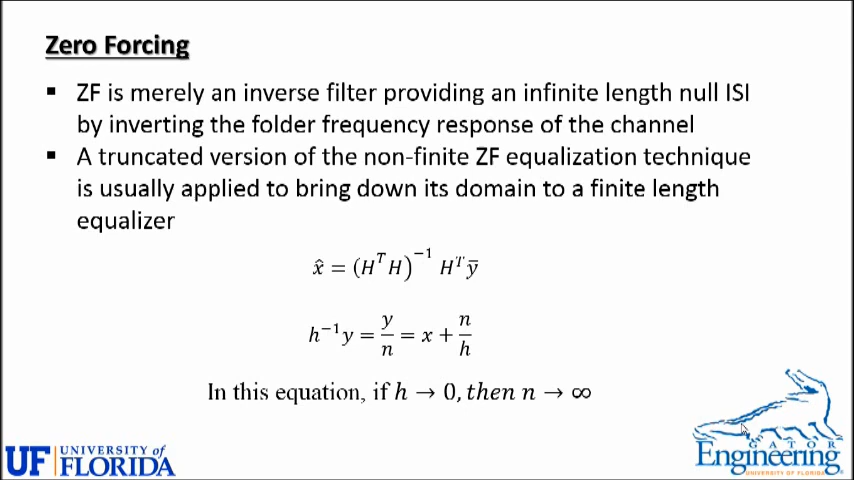 Zero Forcing
▪ ZF is merely an inverse filter providing an infinite length null ISI
by inverting the folder frequency response of the channel
▪ A truncated version of the non-finite ZF equalization technique
is usually applied to bring down its domain to a finite length
equalizer
x̂ = (HᵀH)⁻¹ Hᵀȳ
h⁻¹y = y/n = x + n/h
In this equation, if h → 0, then n → ∞
UF UNIVERSITY of
FLORIDA
GATOR
Engineering
UNIVERSITY OF FLORIDA